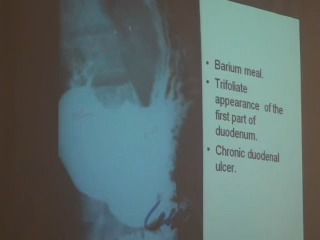 • Barium meal.
• Trifoliate
appearance of the
first part of
duodenum.
• Chronic duodenal
ulcer.